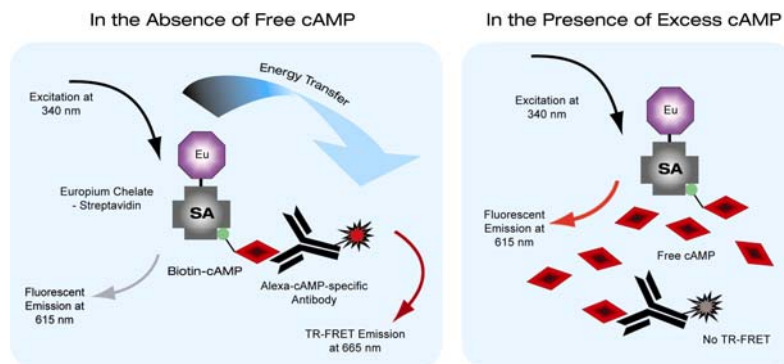 In the Absence of Free cAMP
Energy Transfer
Excitation at
340 nm
Eu
Europium Chelate
- Streptavidin
SA
Biotin-cAMP
Alexa-cAMP-specific
Antibody
Fluorescent
Emission at
615 nm
TR-FRET Emission
at 665 nm
In the Presence of Excess cAMP
Excitation at
340 nm
Eu
SA
Fluorescent
Emission at
615 nm
Free cAMP
No TR-FRET